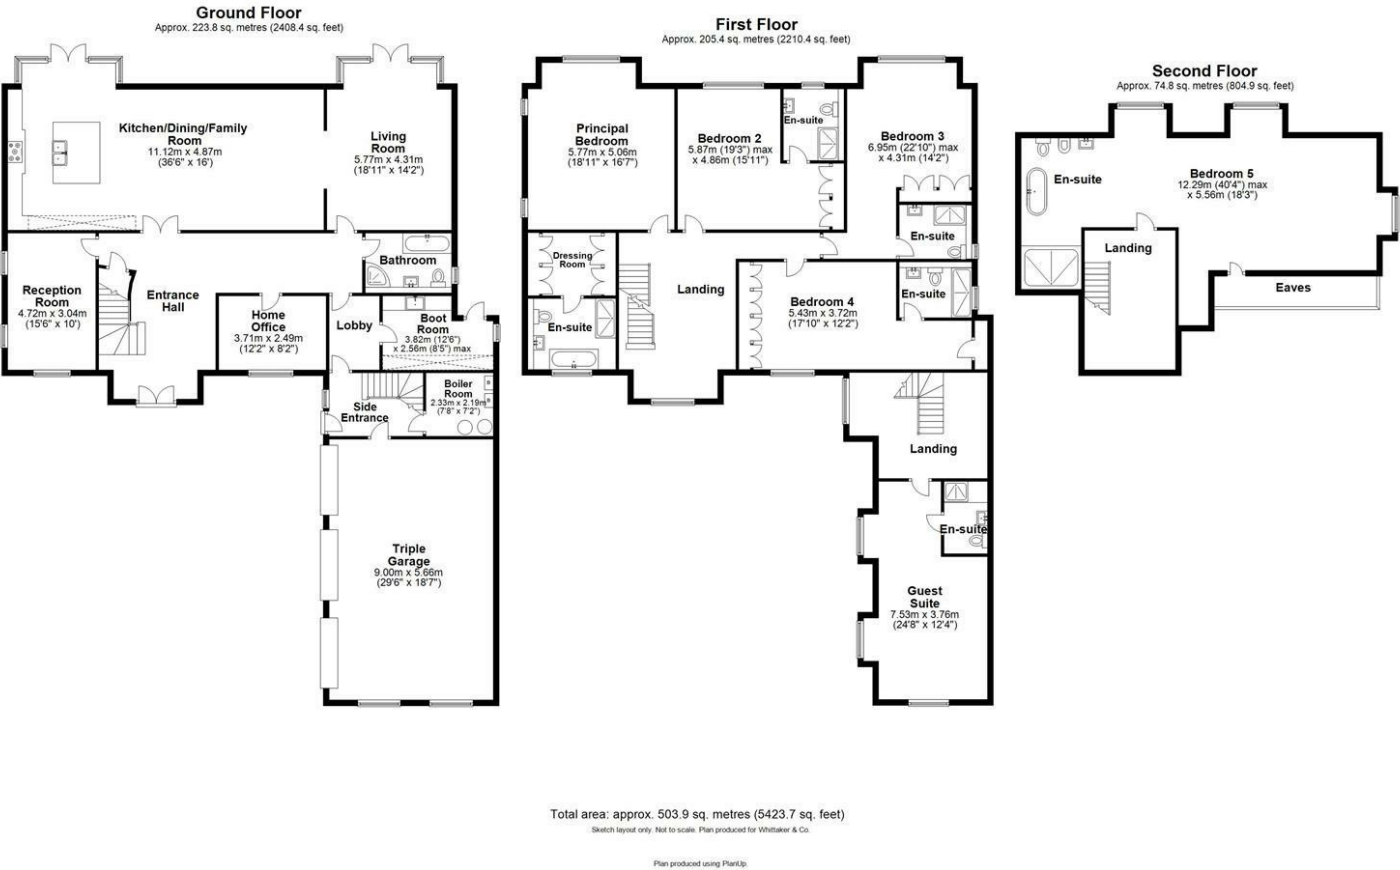 Ground Floor
Approx. 223.8 sq. metres (2408.4 sq. feet)
Kitchen/Dining/Family
Room
11.12m x 4.87m
(36'6" x 16')
Living
Room
5.77m x 4.31m
(18'11" x 14'2")
Bathroom
Reception
Room
4.72m x 3.04m
(15'6" x 10')
Entrance
Hall
Home
Office
3.71m x 2.49m
(12'2" x 8'2")
Lobby
Boot
Room
3.82m (12'6")
x 2.56m (8'5") max
Side
Entrance
Boiler
Room
2.33m x 2.19m
(7'8" x 7'2")
Triple
Garage
9.00m x 5.66m
(29'6" x 18'7")
First Floor
Approx. 205.4 sq. metres (2210.4 sq. feet)
Principal
Bedroom
5.77m x 5.06m
(18'11" x 16'7")
Bedroom 2
5.87m (19'3") max
x 4.86m (15'11")
En-suite
Bedroom 3
6.95m (22'10") max
x 4.31m (14'2")
En-suite
Dressing
Room
En-suite
Landing
Bedroom 4
5.43m x 3.72m
(17'10" x 12'2")
En-suite
Landing
En-suite
Guest
Suite
7.53m x 3.76m
(24'8" x 12'4")
Second Floor
Approx. 74.8 sq. metres (804.9 sq. feet)
En-suite
Bedroom 5
12.29m (40'4") max
x 5.56m (18'3")
Landing
Eaves
Total area: approx. 503.9 sq. metres (5423.7 sq. feet)
Sketch layout only. Not to scale. Plan produced for Whittaker & Co.
Plan produced using PlanUp.